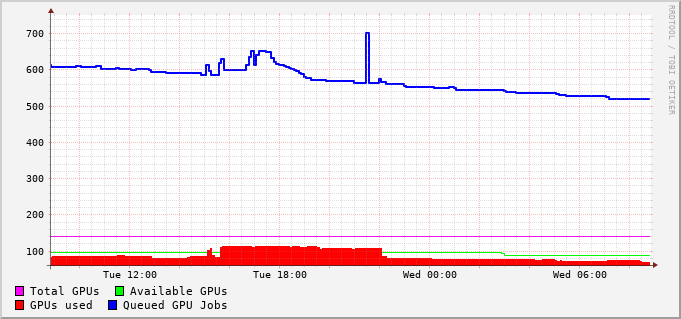 700
600
500
400
300
200
100
Tue 12:00 Tue 18:00 Wed 00:00 Wed 06:00
Total GPUs Available GPUs
GPUs used Queued GPU Jobs
RRDTOOL / TOBI OETIKER